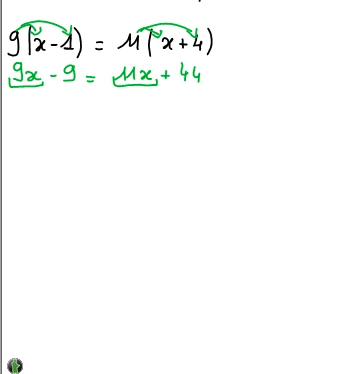 9(x-1) = 11(x+4)
9x - 9 = 11x + 44